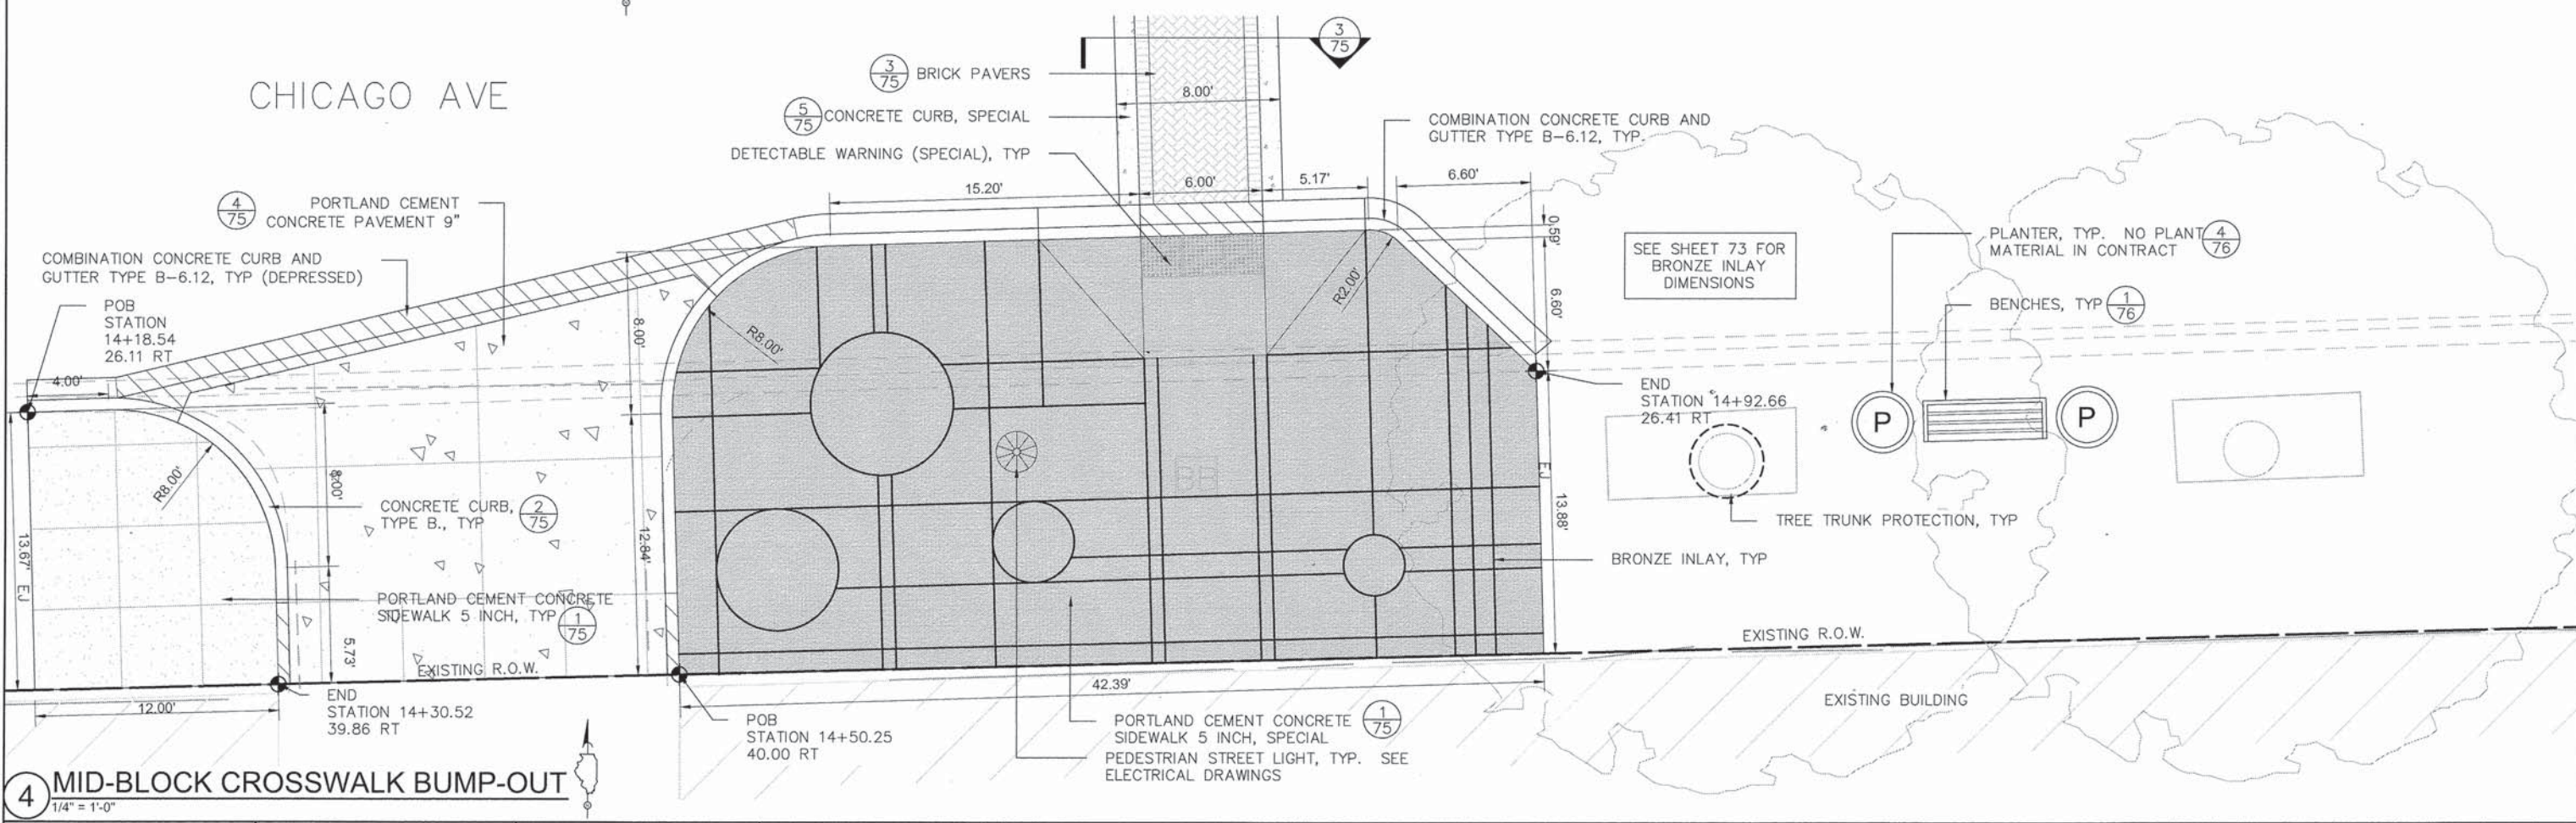 CHICAGO AVE
3
75
BRICK PAVERS
5
75
CONCRETE CURB, SPECIAL
DETECTABLE WARNING (SPECIAL), TYP
3
75
8.00'
COMBINATION CONCRETE CURB AND
GUTTER TYPE B-6.12, TYP.
4
75
PORTLAND CEMENT
CONCRETE PAVEMENT 9"
COMBINATION CONCRETE CURB AND
GUTTER TYPE B-6.12, TYP (DEPRESSED)
POB
STATION
14+18.54
26.11 RT
4.00'
15.20'
6.00'
5.17'
6.60'
0.59'
6.60'
R2.00'
8.00'
R8.00'
SEE SHEET 73 FOR
BRONZE INLAY
DIMENSIONS
PLANTER, TYP. NO PLANT
MATERIAL IN CONTRACT
4
76
BENCHES, TYP
1
76
END
STATION 14+92.66
26.41 RT
P
P
R8.00'
8.00'
13.67'
EJ
CONCRETE CURB,
TYPE B., TYP
2
75
12.84'
EJ
13.88'
TREE TRUNK PROTECTION, TYP
BRONZE INLAY, TYP
PORTLAND CEMENT CONCRETE
SIDEWALK 5 INCH, TYP
1
75
5.73'
EXISTING R.O.W.
EXISTING R.O.W.
12.00'
END
STATION 14+30.52
39.86 RT
42.39'
POB
STATION 14+50.25
40.00 RT
PORTLAND CEMENT CONCRETE
SIDEWALK 5 INCH, SPECIAL
1
75
PEDESTRIAN STREET LIGHT, TYP. SEE
ELECTRICAL DRAWINGS
EXISTING BUILDING
4
MID-BLOCK CROSSWALK BUMP-OUT
1/4" = 1'-0"